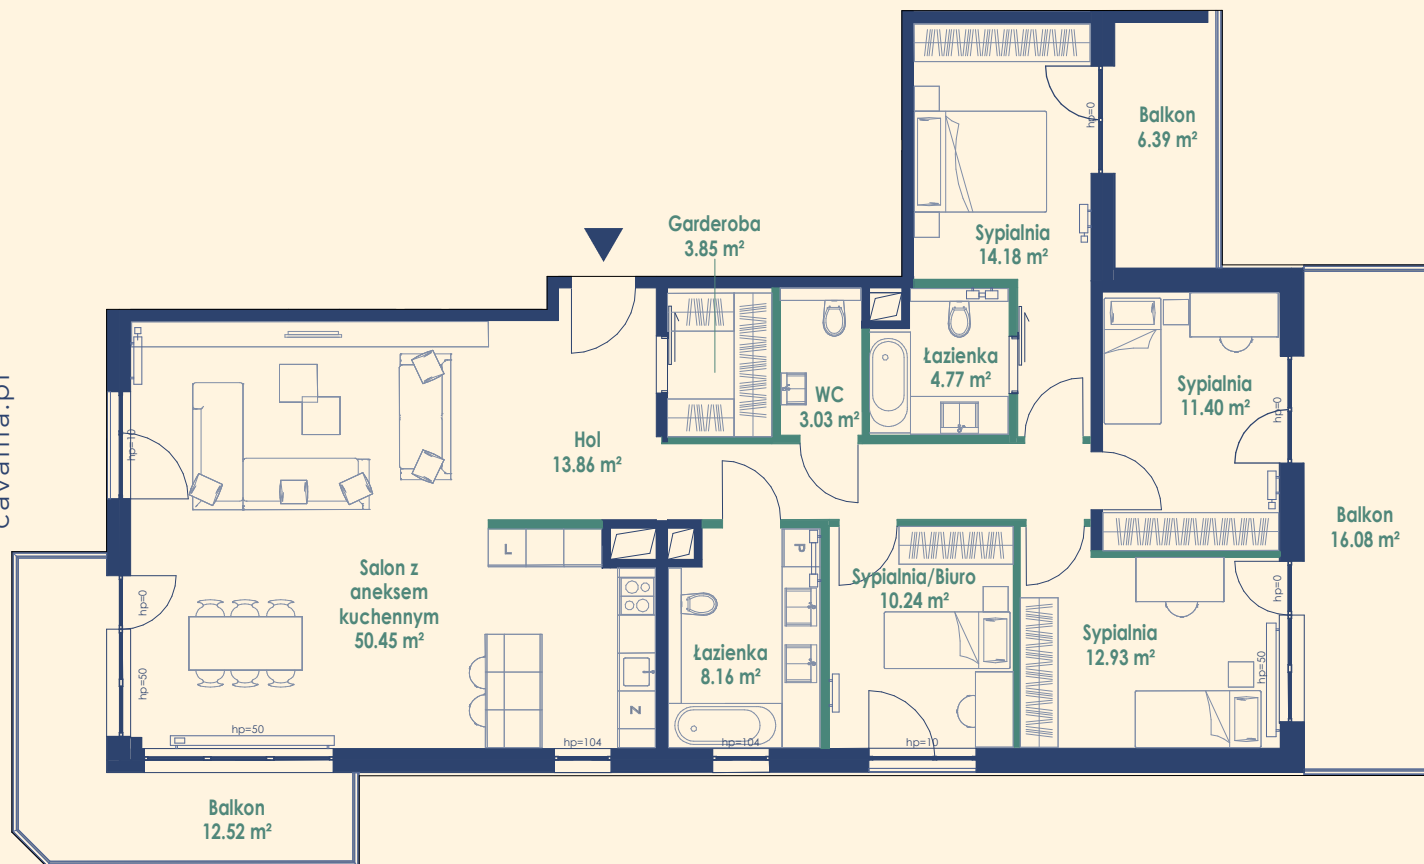 Balkon
6.39 m²
Garderoba
3.85 m²
Sypialnia
14.18 m²
hp=0
Łazienka
4.77 m²
WC
3.03 m²
Sypialnia
11.40 m²
hp=0
Hol
13.86 m²
hp=10
Balkon
16.08 m²
Salon z
aneksem
kuchennym
50.45 m²
L
P
Sypialnia/Biuro
10.24 m²
hp=0
hp=0
Łazienka
8.16 m²
Sypialnia
12.93 m²
hp=50
hp=50
Z
hp=50
hp=104
hp=104
hp=10
Balkon
12.52 m²